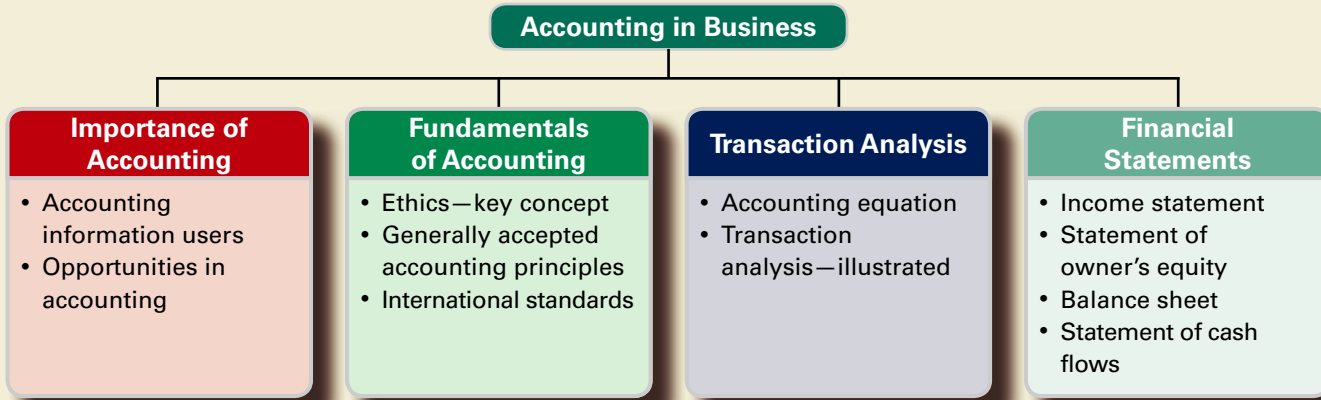 Accounting in Business
Importance of
Accounting
• Accounting
information users
• Opportunities in
accounting
Fundamentals
of Accounting
• Ethics—key concept
• Generally accepted
accounting principles
• International standards
Transaction Analysis
• Accounting equation
• Transaction
analysis—illustrated
Financial
Statements
• Income statement
• Statement of
owner’s equity
• Balance sheet
• Statement of cash
flows